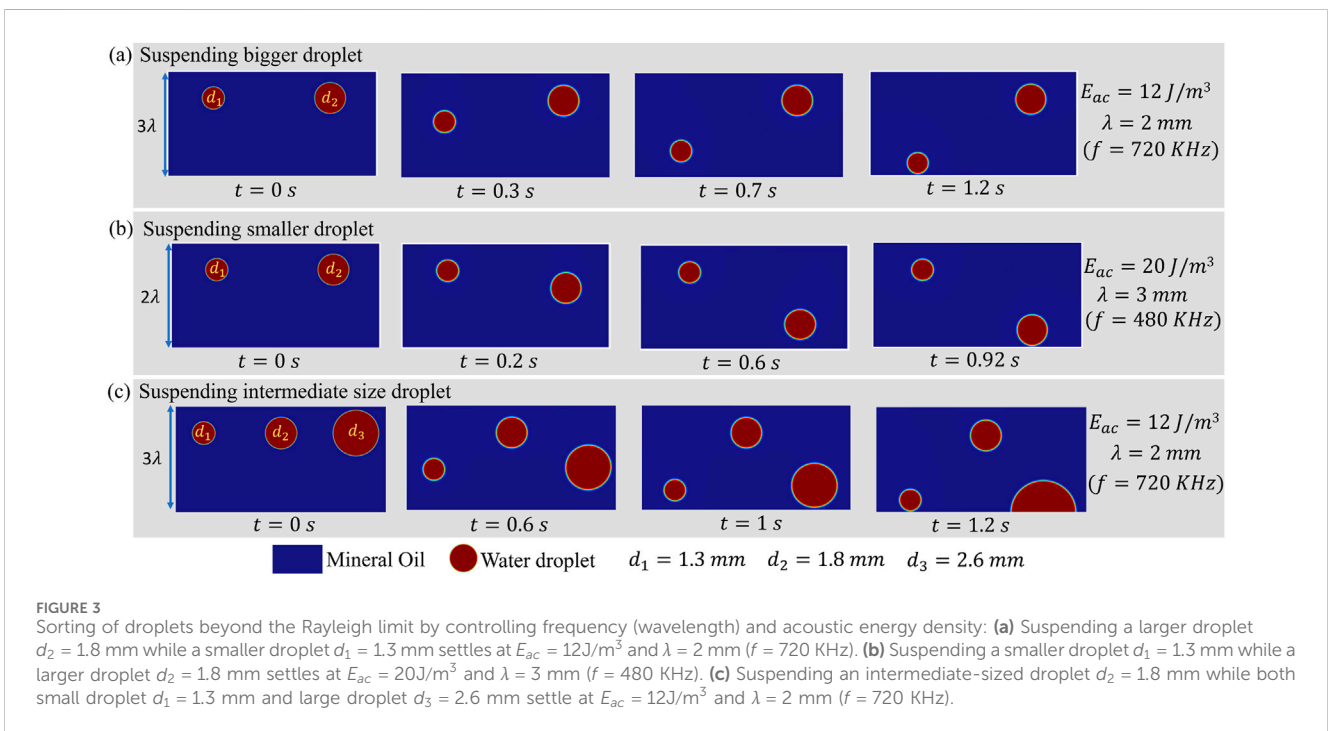 (a) Suspending bigger droplet
3λ
d₁ d₂
t = 0 s t = 0.3 s t = 0.7 s t = 1.2 s
E_ac = 12 J/m³
λ = 2 mm
(f = 720 KHz)
(b) Suspending smaller droplet
2λ
d₁ d₂
t = 0 s t = 0.2 s t = 0.6 s t = 0.92 s
E_ac = 20 J/m³
λ = 3 mm
(f = 480 KHz)
(c) Suspending intermediate size droplet
3λ
d₁ d₂ d₃
t = 0 s t = 0.6 s t = 1 s t = 1.2 s
E_ac = 12 J/m³
λ = 2 mm
(f = 720 KHz)
Mineral Oil Water droplet d₁ = 1.3 mm d₂ = 1.8 mm d₃ = 2.6 mm
FIGURE 3
Sorting of droplets beyond the Rayleigh limit by controlling frequency (wavelength) and acoustic energy density: (a) Suspending a larger droplet
d₂ = 1.8 mm while a smaller droplet d₁ = 1.3 mm settles at E_ac = 12J/m³ and λ = 2 mm (f = 720 KHz). (b) Suspending a smaller droplet d₁ = 1.3 mm while a
larger droplet d₂ = 1.8 mm settles at E_ac = 20J/m³ and λ = 3 mm (f = 480 KHz). (c) Suspending an intermediate-sized droplet d₂ = 1.8 mm while both
small droplet d₁ = 1.3 mm and large droplet d₃ = 2.6 mm settle at E_ac = 12J/m³ and λ = 2 mm (f = 720 KHz).